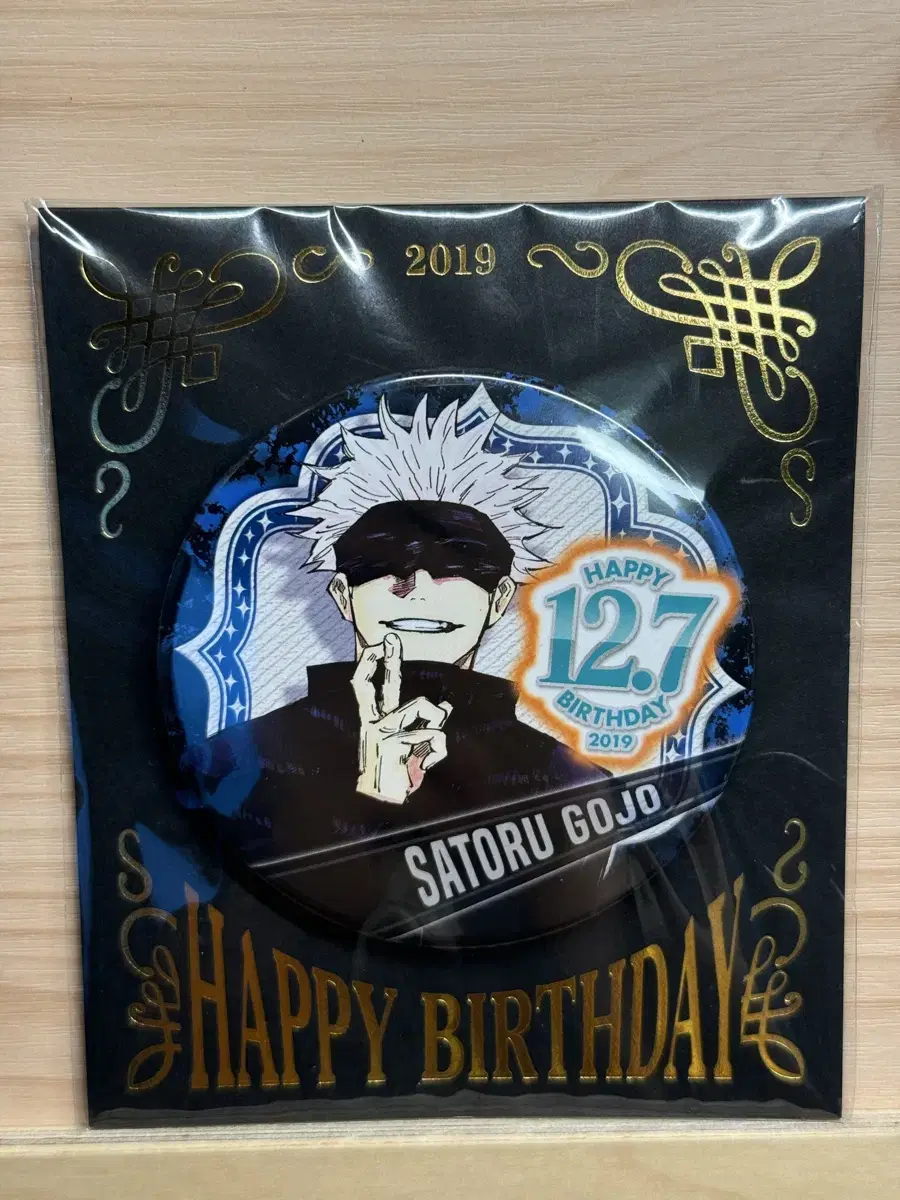 2019
HAPPY
12.7
BIRTHDAY
2019
SATORU GOJO
HAPPY BIRTHDAY